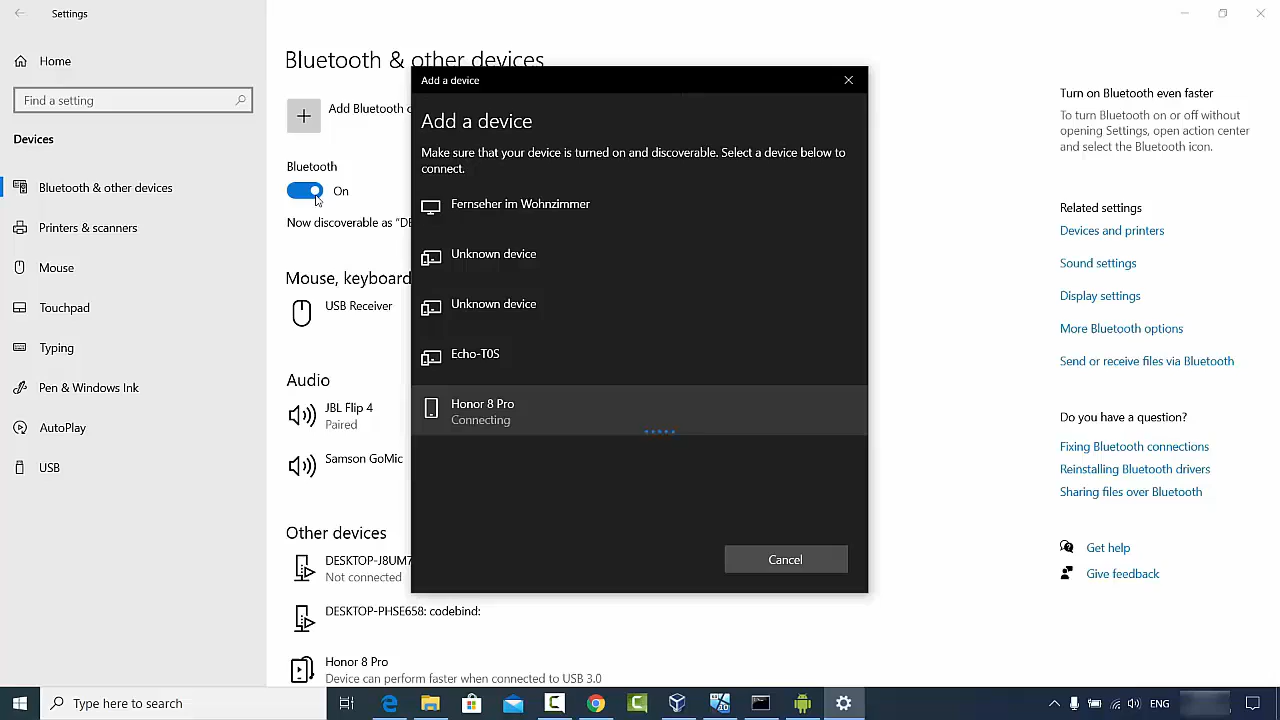 Settings
Home
Find a setting
Devices
Bluetooth & other devices
Printers & scanners
Mouse
Touchpad
Typing
Pen & Windows Ink
AutoPlay
USB
Bluetooth & other devices
Add Bluetooth
Bluetooth
On
Now discoverable as "DE
Mouse, keyboard
USB Receiver
Audio
JBL Flip 4
Paired
Samson GoMic
Other devices
DESKTOP-J8UM7
Not connected
DESKTOP-PHSE658: codebind:
Honor 8 Pro
Device can perform faster when connected to USB 3.0
Add a device
Add a device
Make sure that your device is turned on and discoverable. Select a device below to
connect.
Fernseher im Wohnzimmer
Unknown device
Unknown device
Echo-T0S
Honor 8 Pro
Connecting
Cancel
Turn on Bluetooth even faster
To turn Bluetooth on or off without
opening Settings, open action center
and select the Bluetooth icon.
Related settings
Devices and printers
Sound settings
Display settings
More Bluetooth options
Send or receive files via Bluetooth
Do you have a question?
Fixing Bluetooth connections
Reinstalling Bluetooth drivers
Sharing files over Bluetooth
Get help
Give feedback
Type here to search
ENG